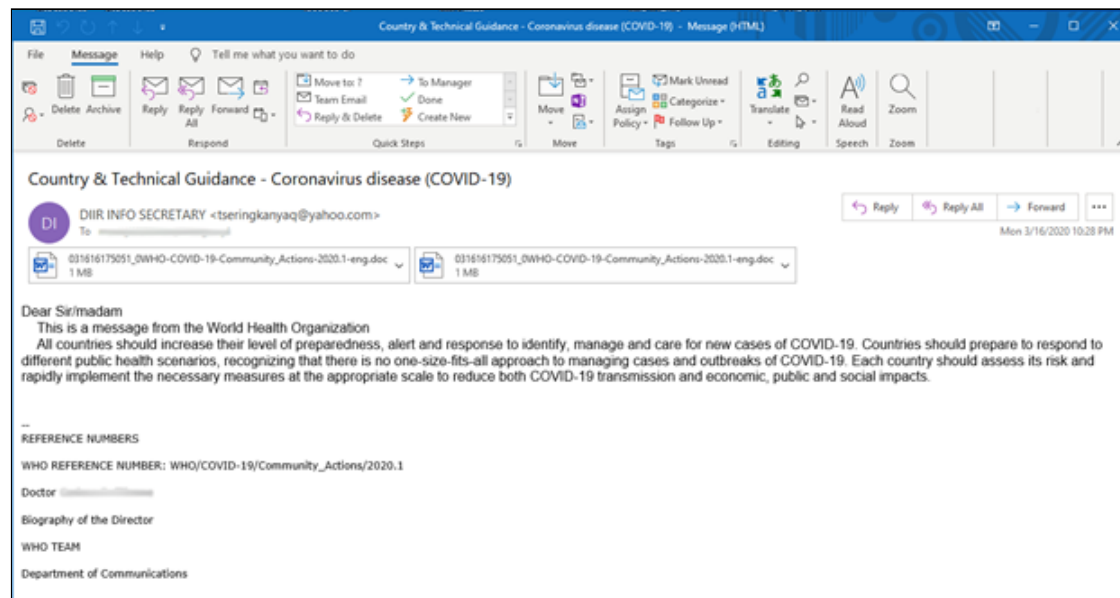 Country & Technical Guidance - Coronavirus disease (COVID-19) - Message (HTML)
File Message Help Tell me what you want to do
Delete Archive
Reply Reply All Forward
Move to: ? To Manager
Team Email Done
Reply & Delete Create New
Move
Assign Policy Mark Unread
Categorize
Follow Up
Translate
Read Aloud
Zoom
Delete Respond Quick Steps Move Tags Editing Speech Zoom
Country & Technical Guidance - Coronavirus disease (COVID-19)
DI
DIIR INFO SECRETARY <tseringkanyaq@yahoo.com>
To
Reply Reply All Forward
Mon 3/16/2020 10:28 PM
031616175051_0WHO-COVID-19-Community_Actions-2020.1-eng.doc
1 MB
031616175051_0WHO-COVID-19-Community_Actions-2020.1-eng.doc
1 MB
Dear Sir/madam
This is a message from the World Health Organization
All countries should increase their level of preparedness, alert and response to identify, manage and care for new cases of COVID-19. Countries should prepare to respond to
different public health scenarios, recognizing that there is no one-size-fits-all approach to managing cases and outbreaks of COVID-19. Each country should assess its risk and
rapidly implement the necessary measures at the appropriate scale to reduce both COVID-19 transmission and economic, public and social impacts.
--
REFERENCE NUMBERS
WHO REFERENCE NUMBER: WHO/COVID-19/Community_Actions/2020.1
Doctor
Biography of the Director
WHO TEAM
Department of Communications